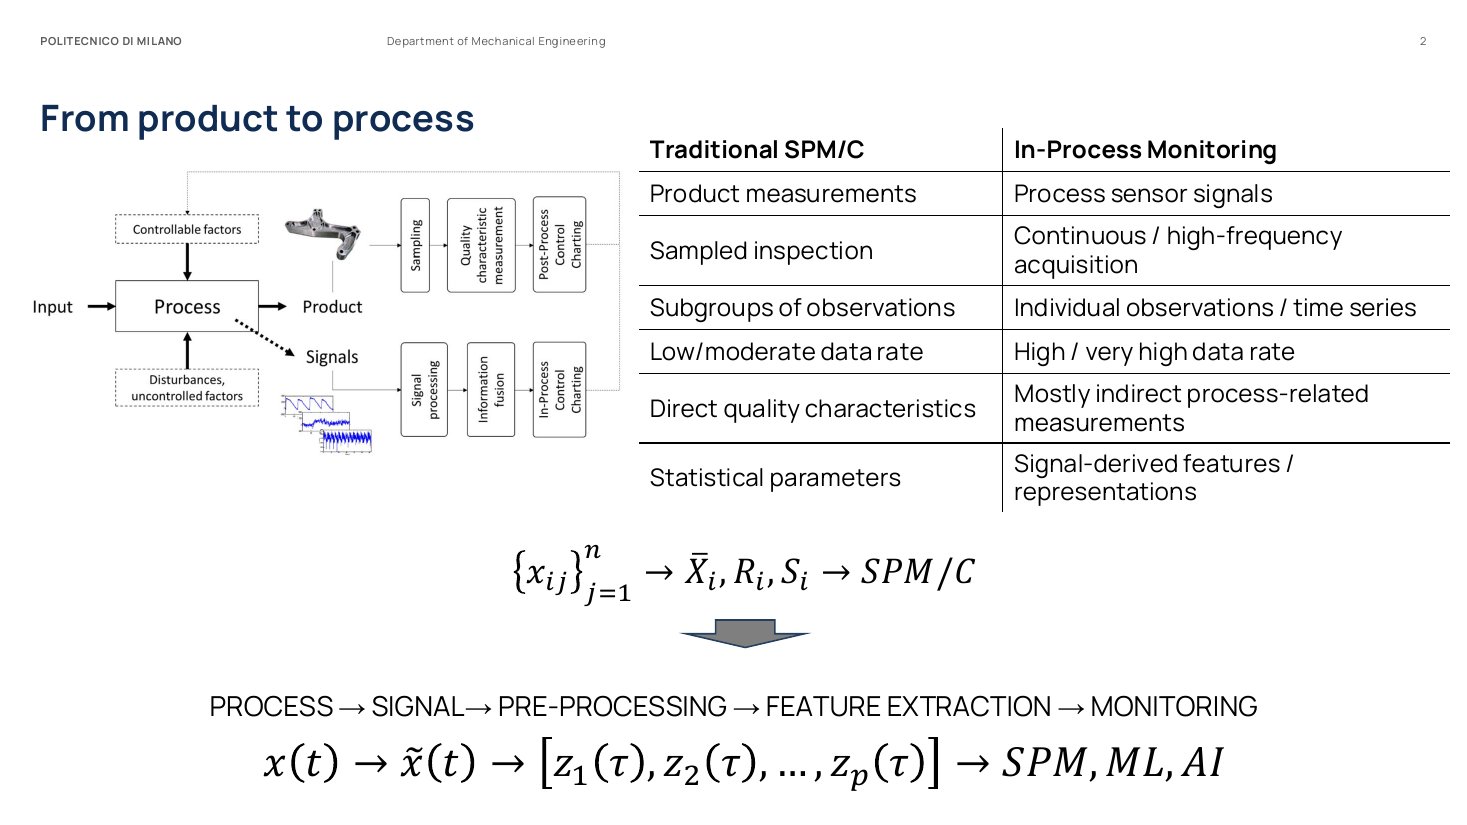 POLITECNICO DI MILANO
Department of Mechanical Engineering
2
From product to process
Controllable factors
Input
Process
Product
Signals
Disturbances,
uncontrolled factors
Sampling
Quality
characteristic
measurement
Post-Process
Control
Charting
Signal
processing
Information
fusion
In-Process
Control
Charting
Traditional SPM/C
In-Process Monitoring
Product measurements
Process sensor signals
Sampled inspection
Continuous / high-frequency
acquisition
Subgroups of observations
Individual observations / time series
Low/moderate data rate
High / very high data rate
Direct quality characteristics
Mostly indirect process-related
measurements
Statistical parameters
Signal-derived features /
representations
{x_{ij}}_{j=1}^{n} → X̄_i, R_i, S_i → SPM/C
PROCESS → SIGNAL→ PRE-PROCESSING → FEATURE EXTRACTION → MONITORING
x(t) → x̃(t) → [z_1(τ), z_2(τ), … , z_p(τ)] → SPM, ML, AI